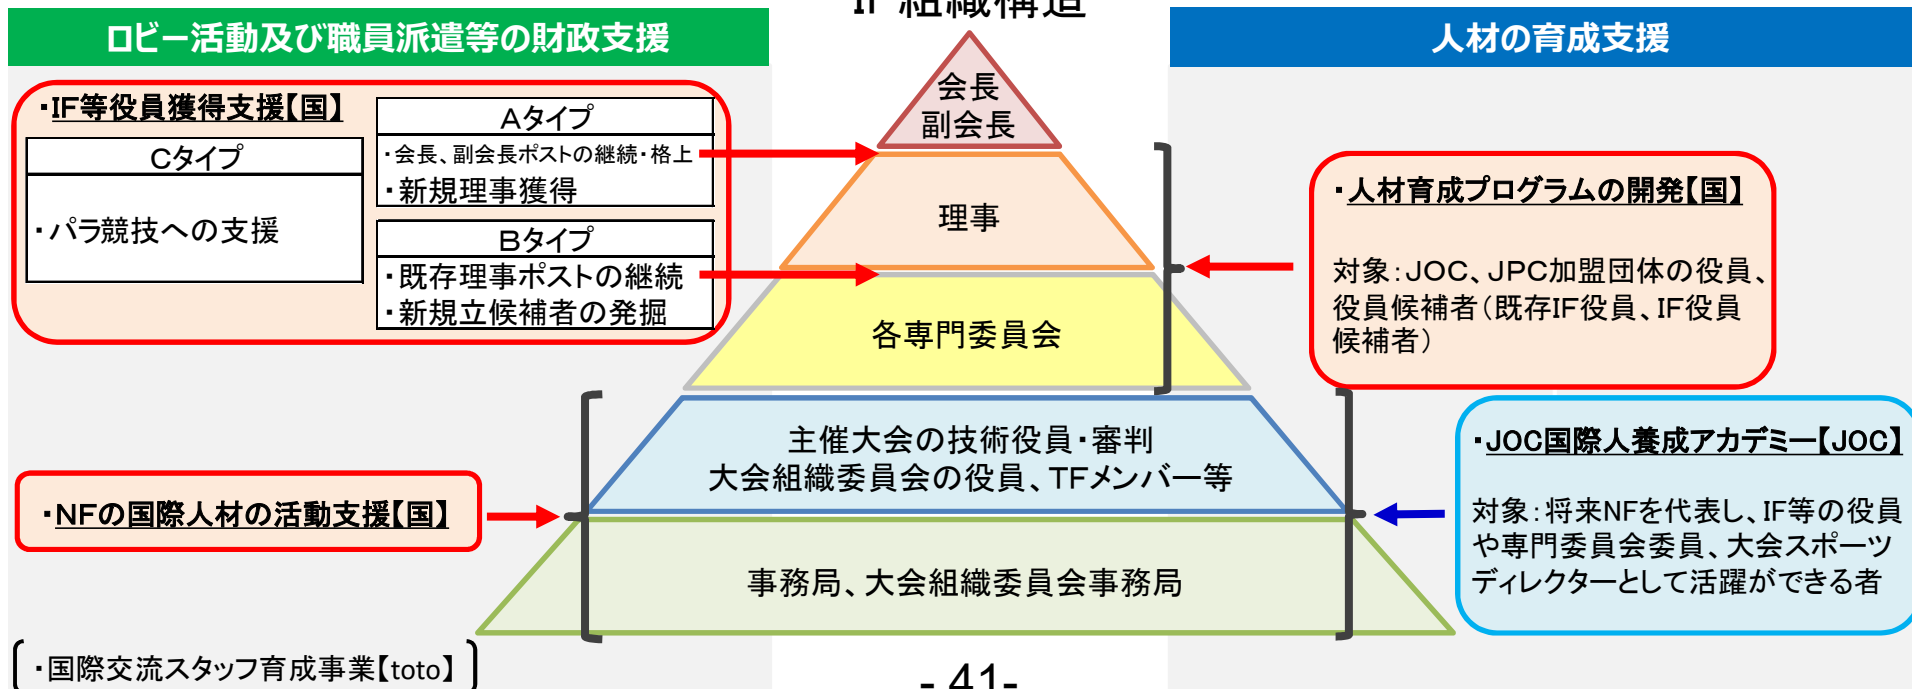 IF 組織構造
ロビー活動及び職員派遣等の財政支援
・IF等役員獲得支援【国】
Cタイプ
・パラ競技への支援
Aタイプ
・会長、副会長ポストの継続・格上
・新規理事獲得
Bタイプ
・既存理事ポストの継続
・新規立候補者の発掘
・NFの国際人材の活動支援【国】
・国際交流スタッフ育成事業【toto】
会長
副会長
理事
各専門委員会
主催大会の技術役員・審判
大会組織委員会の役員、TFメンバー等
事務局、大会組織委員会事務局
人材の育成支援
・人材育成プログラムの開発【国】
対象：JOC、JPC加盟団体の役員、
役員候補者（既存IF役員、IF役員
候補者）
・JOC国際人養成アカデミー【JOC】
対象：将来NFを代表し、IF等の役員
や専門委員会委員、大会スポーツ
ディレクターとして活躍ができる者
- 41-